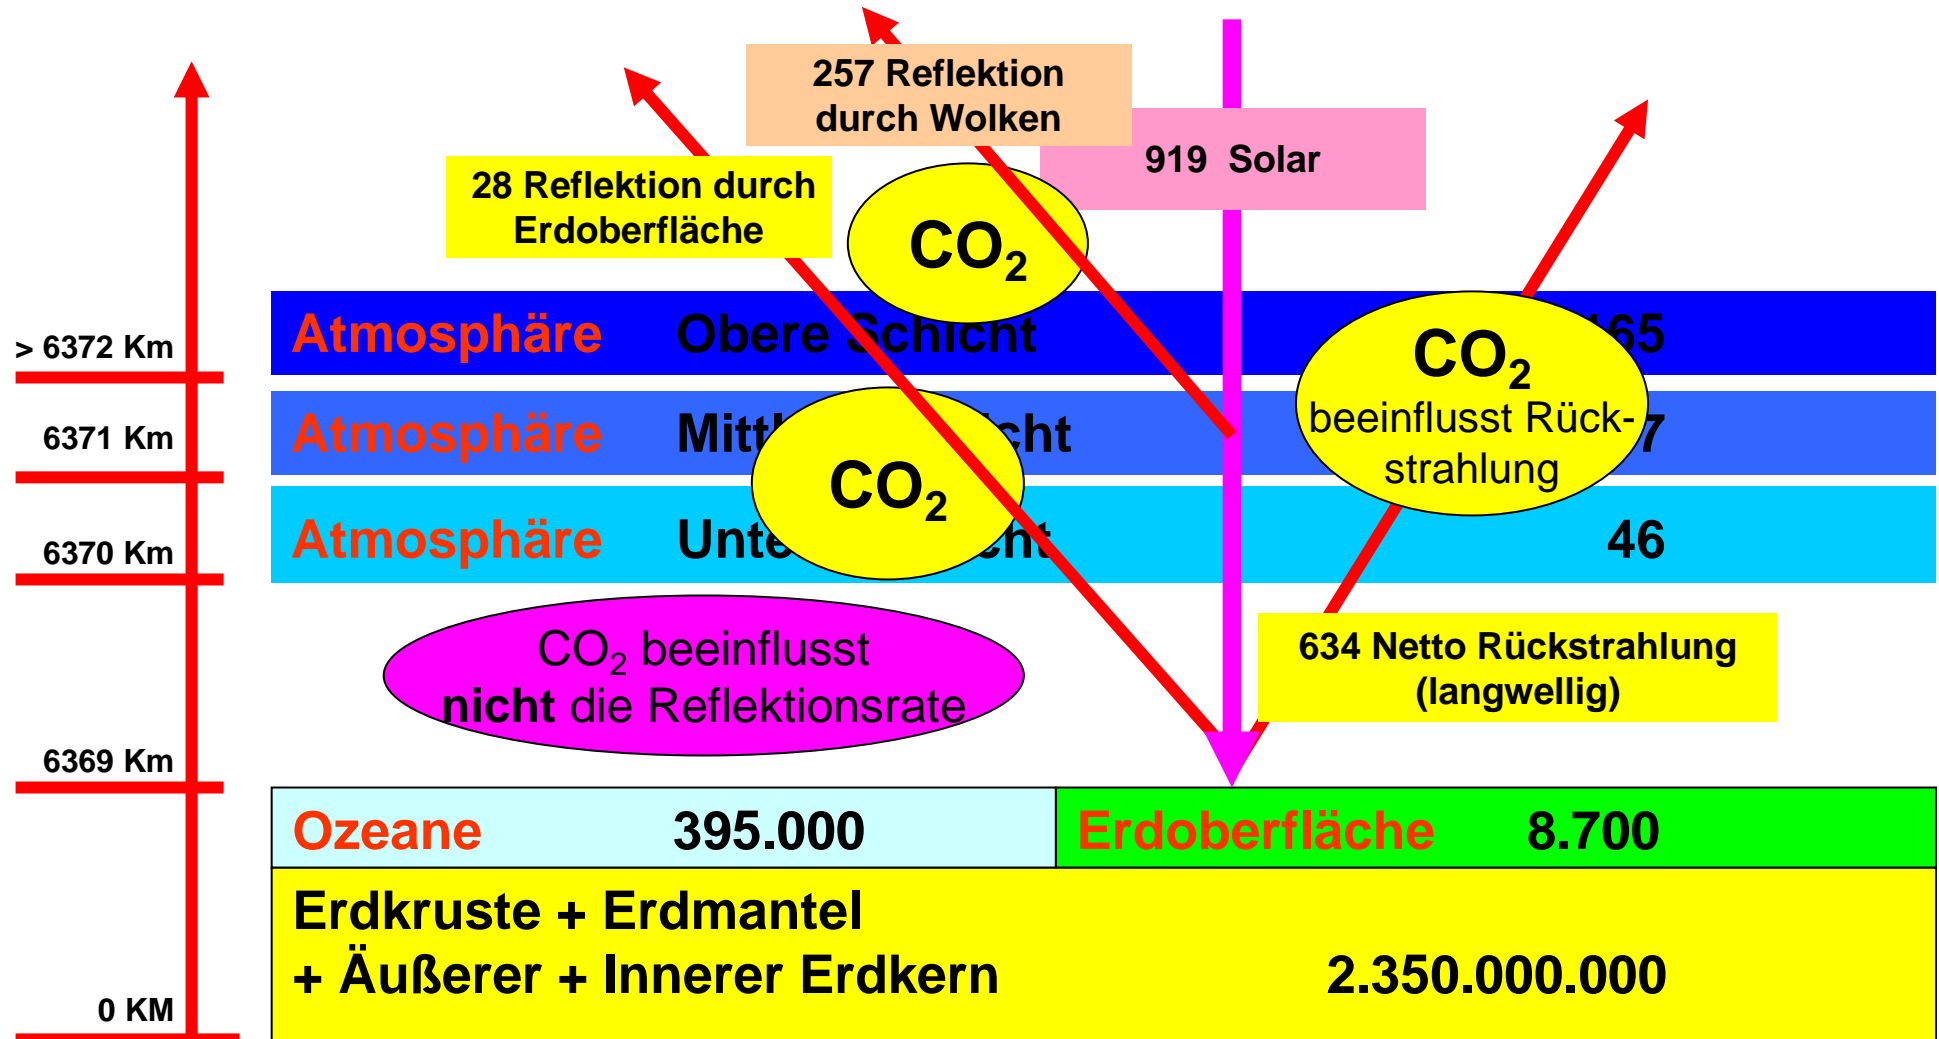 257 Reflektion
durch Wolken
919 Solar
28 Reflektion durch
Erdoberfläche
CO₂
> 6372 Km
Atmosphäre Obere Schicht
CO₂
beeinflusst Rück-
strahlung
6371 Km
Atmosphäre
CO₂
6370 Km
Atmosphäre 46
CO₂ beeinflusst
nicht die Reflektionsrate
634 Netto Rückstrahlung
(langwellig)
6369 Km
Ozeane 395.000 Erdoberfläche 8.700
Erdkruste + Erdmantel
+ Äußerer + Innerer Erdkern 2.350.000.000
0 KM